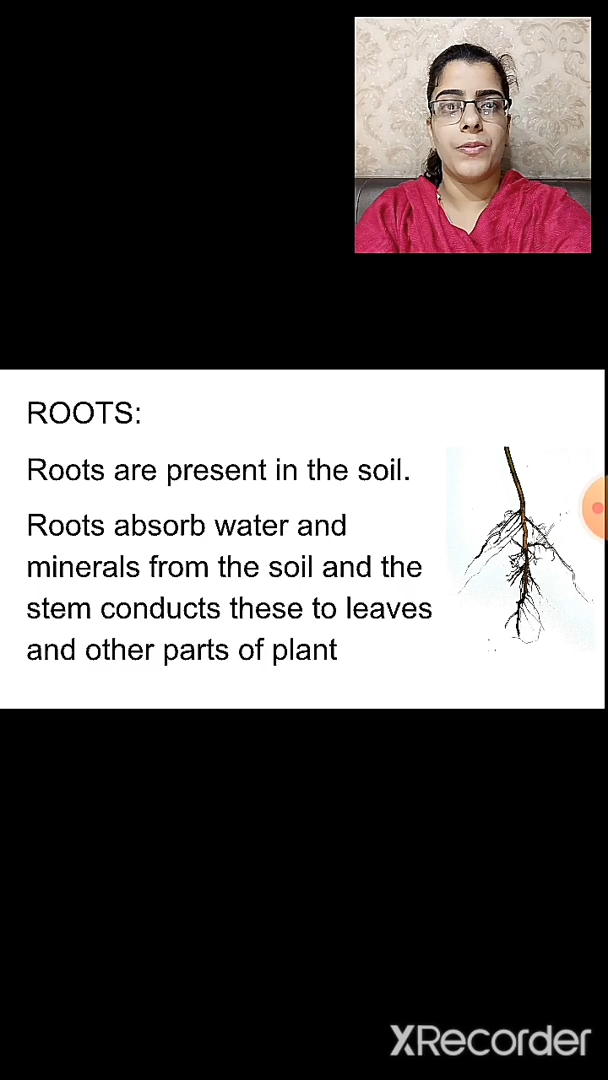 ROOTS:
Roots are present in the soil.
Roots absorb water and
minerals from the soil and the
stem conducts these to leaves
and other parts of plant
XRecorder